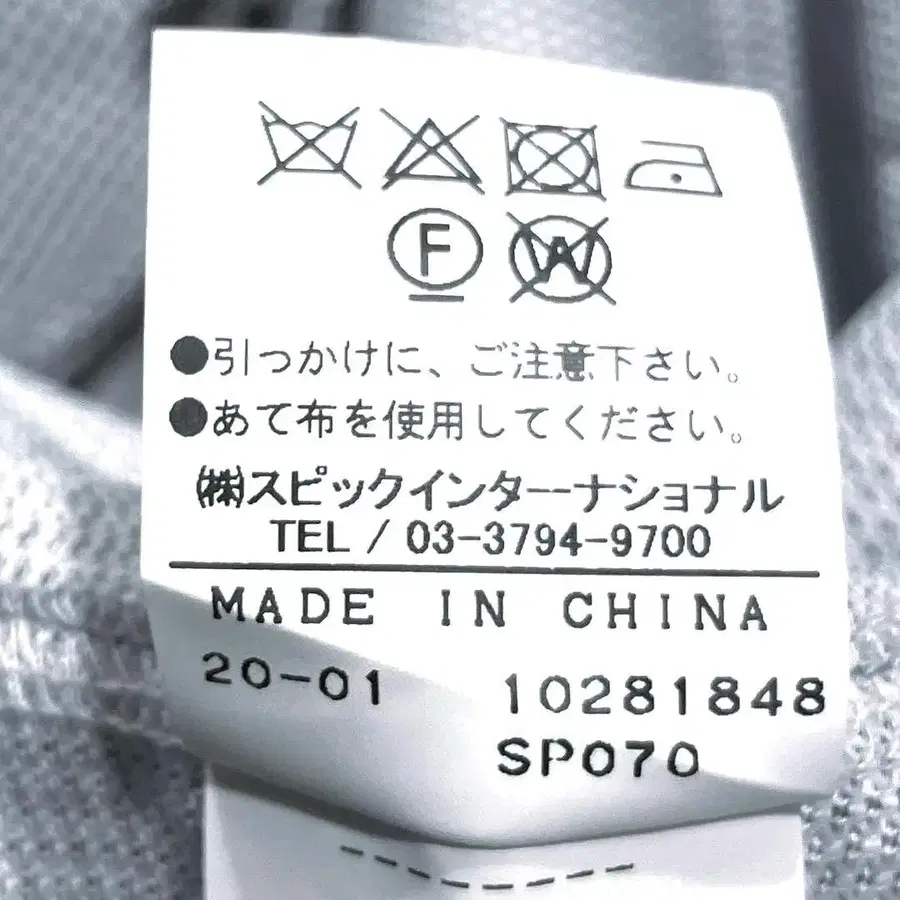 F W
●引っかけに、ご注意下さい。
●あて布を使用してください。
㈱スピックインターナショナル
TEL / 03-3794-9700
MADE IN CHINA
20-01 10281848
SP070